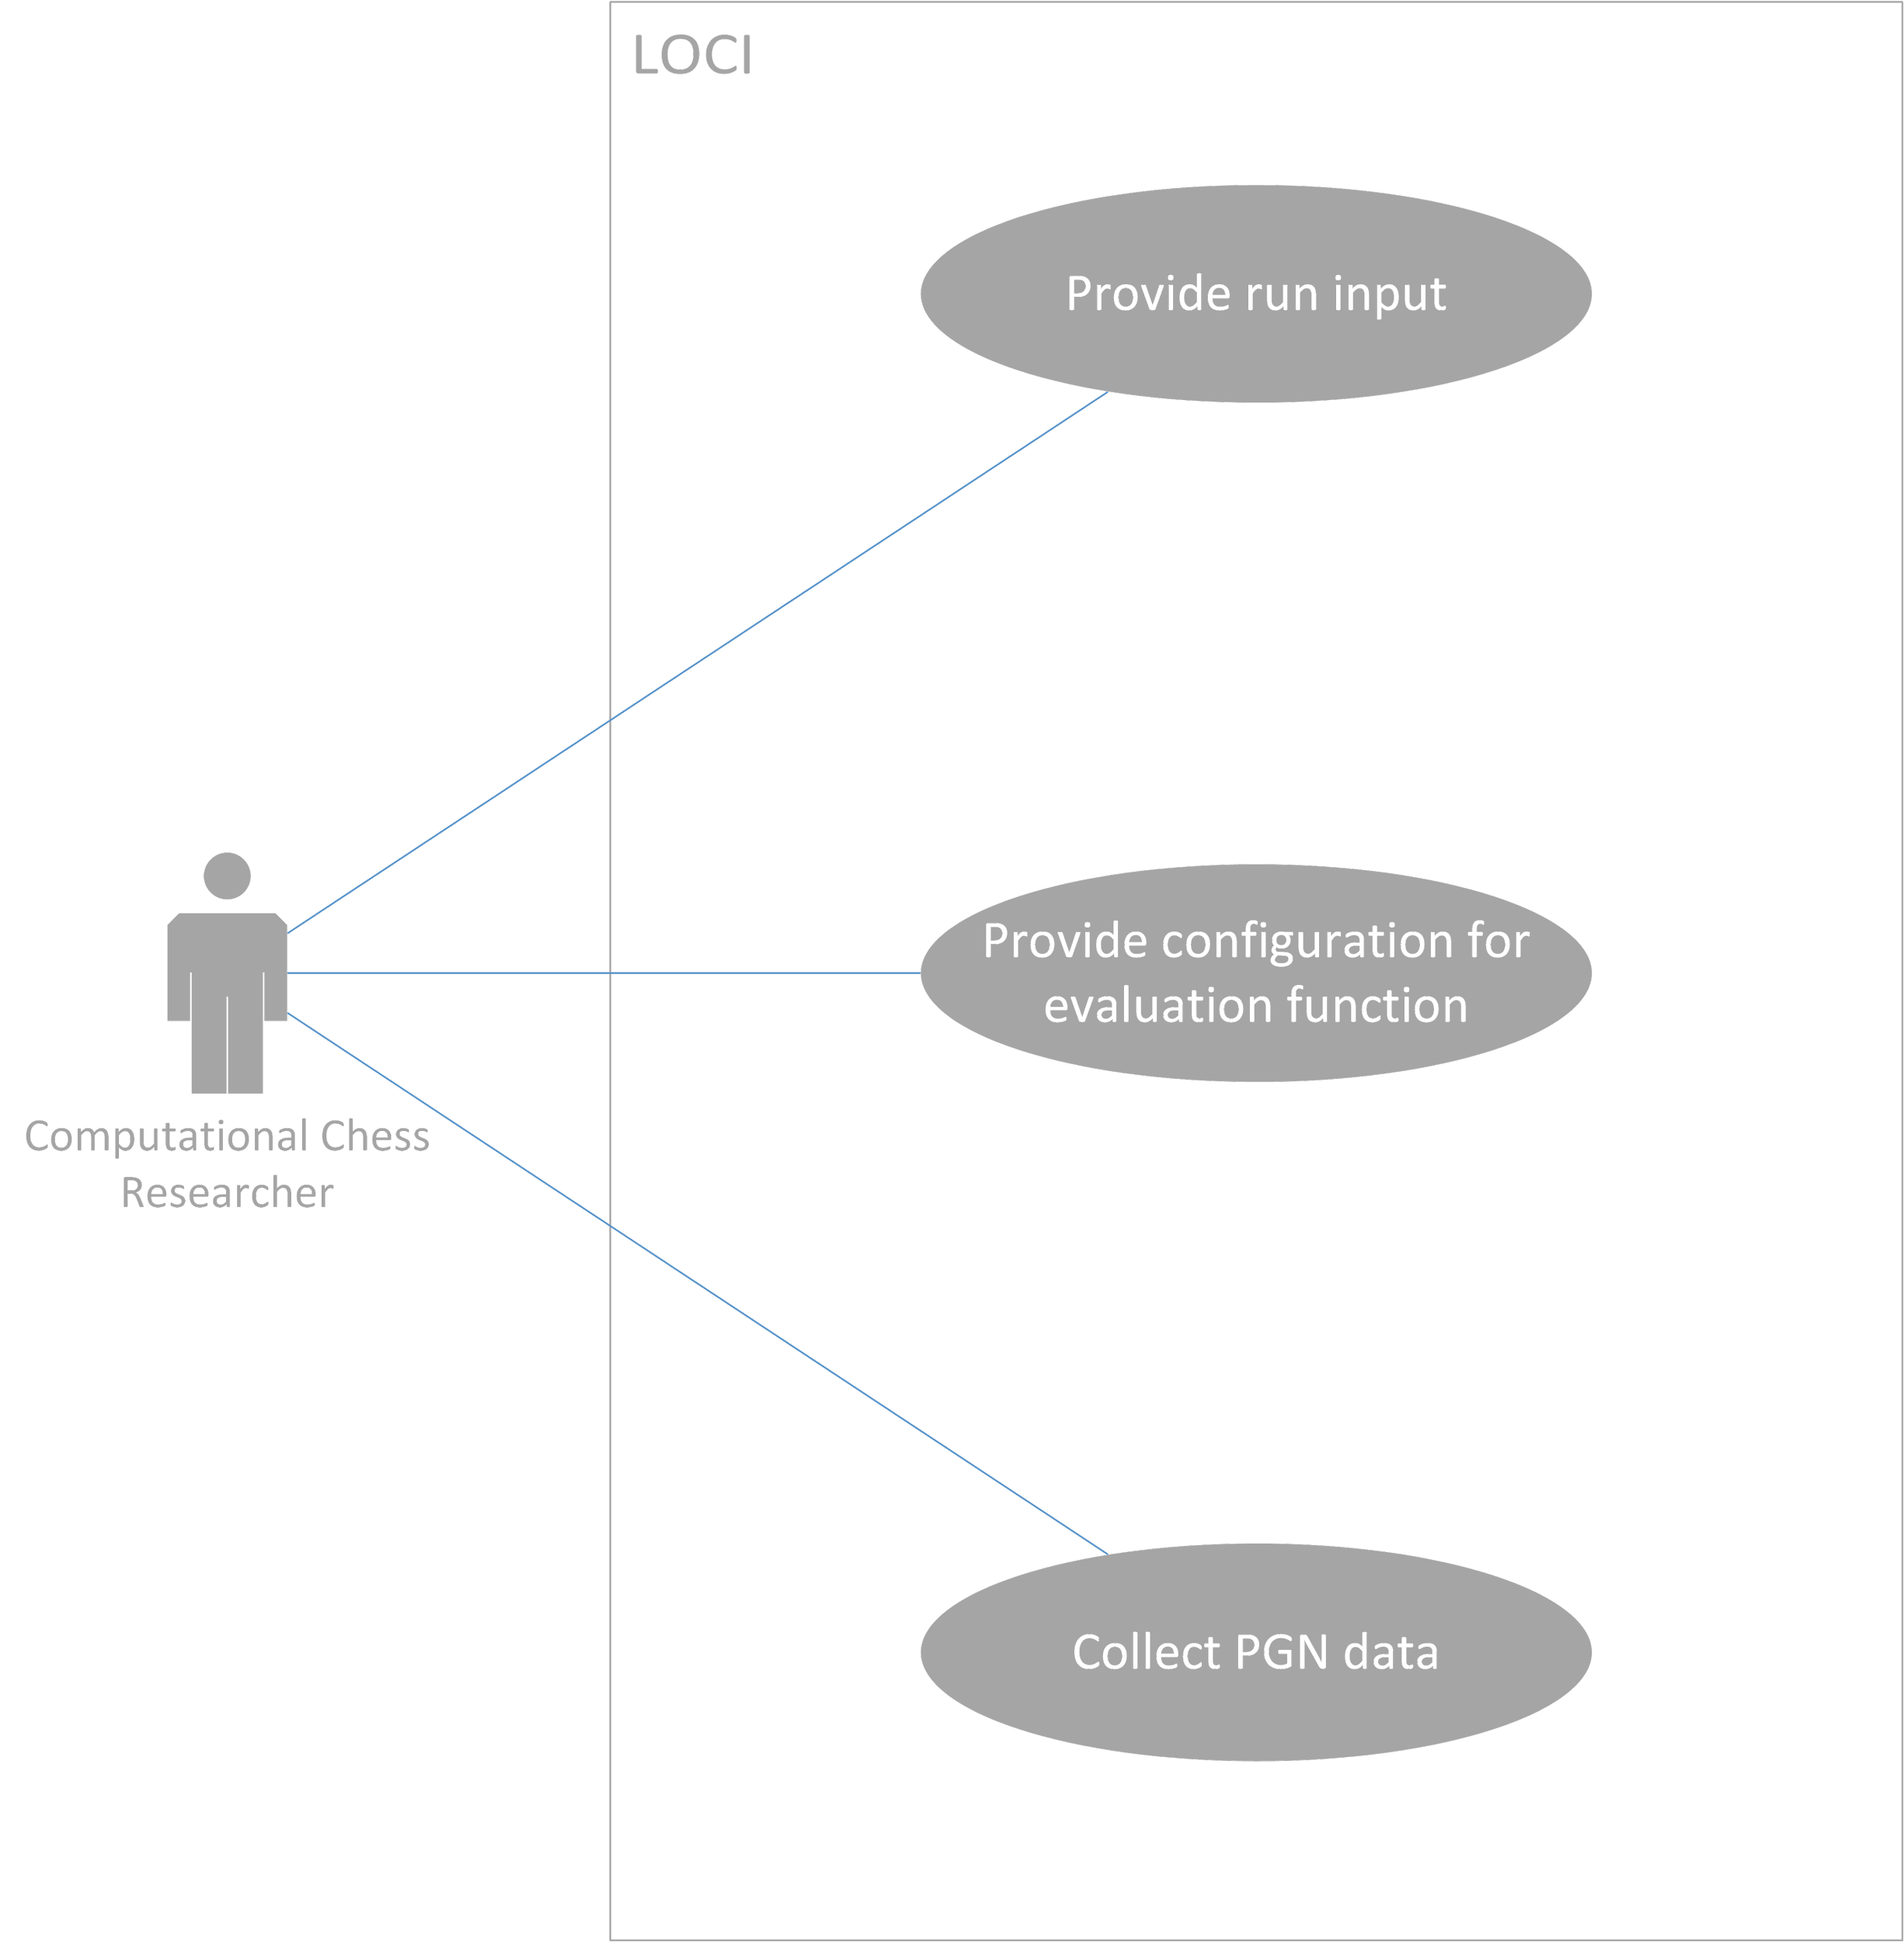 LOCI
Provide run input
Provide configuration for
evaluation function
Computational Chess
Researcher
Collect PGN data